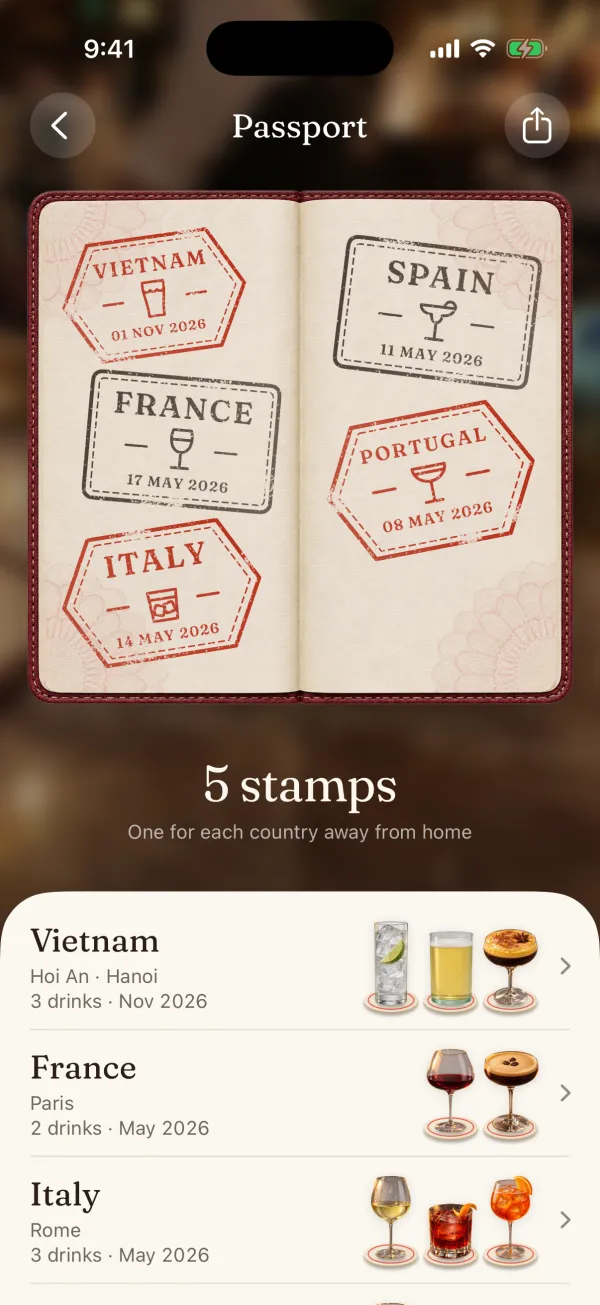 9:41
Passport
VIETNAM
01 NOV 2026
FRANCE
17 MAY 2026
ITALY
14 MAY 2026
SPAIN
11 MAY 2026
PORTUGAL
08 MAY 2026
5 stamps
One for each country away from home
Vietnam
Hoi An · Hanoi
3 drinks · Nov 2026
France
Paris
2 drinks · May 2026
Italy
Rome
3 drinks · May 2026